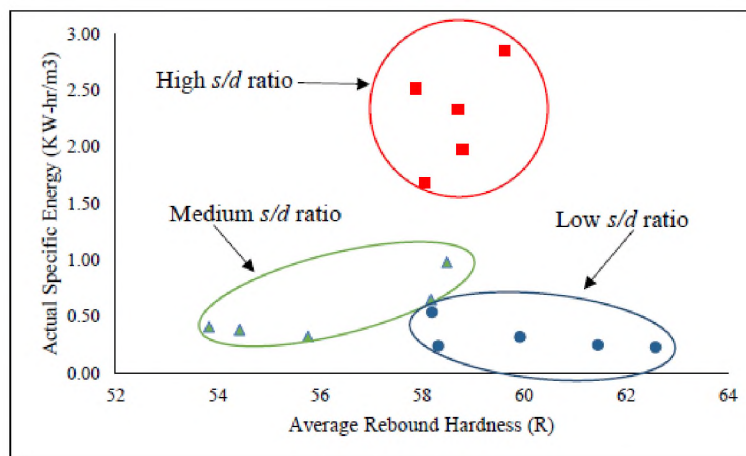 3.00
High s/d ratio
2.50
2.00
1.50
Medium s/d ratio
Low s/d ratio
1.00
0.50
0.00
52
54
56
58
60
62
64
Actual Specific Energy (KW-hr/m3)
Average Rebound Hardness (R)